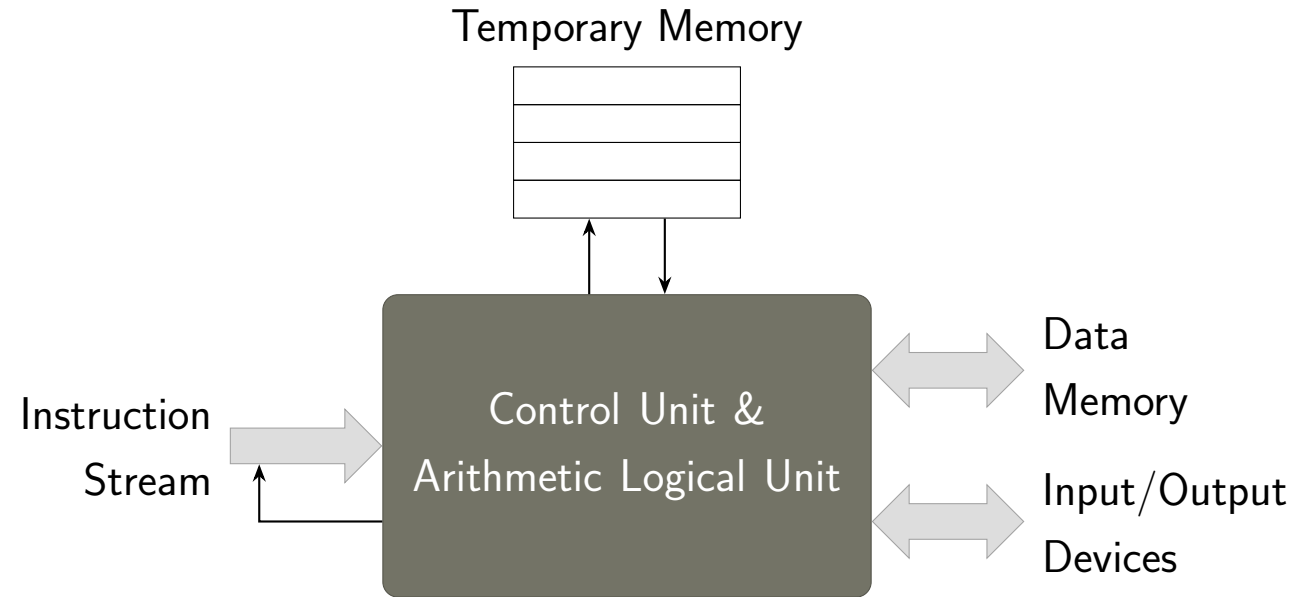 Temporary Memory
Instruction
Stream
Control Unit &
Arithmetic Logical Unit
Data
Memory
Input/Output
Devices